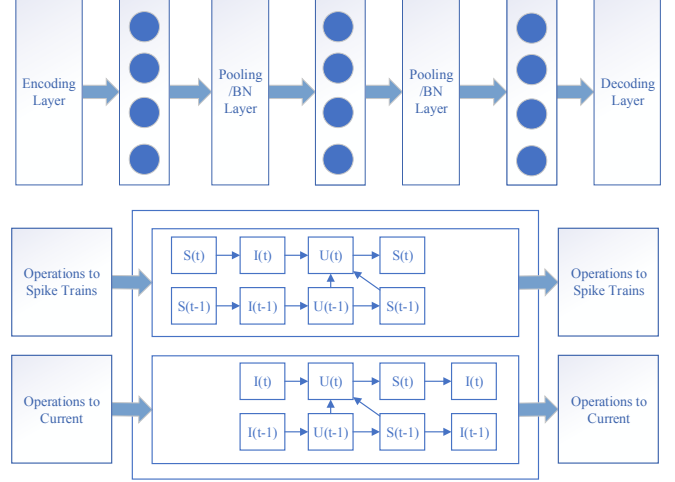 Encoding
Layer
Pooling
/BN
Layer
Pooling
/BN
Layer
Decoding
Layer
Operations to
Spike Trains
S(t)
I(t)
U(t)
S(t)
S(t-1)
I(t-1)
U(t-1)
S(t-1)
Operations to
Spike Trains
Operations to
Current
I(t)
U(t)
S(t)
I(t)
I(t-1)
U(t-1)
S(t-1)
I(t-1)
Operations to
Current